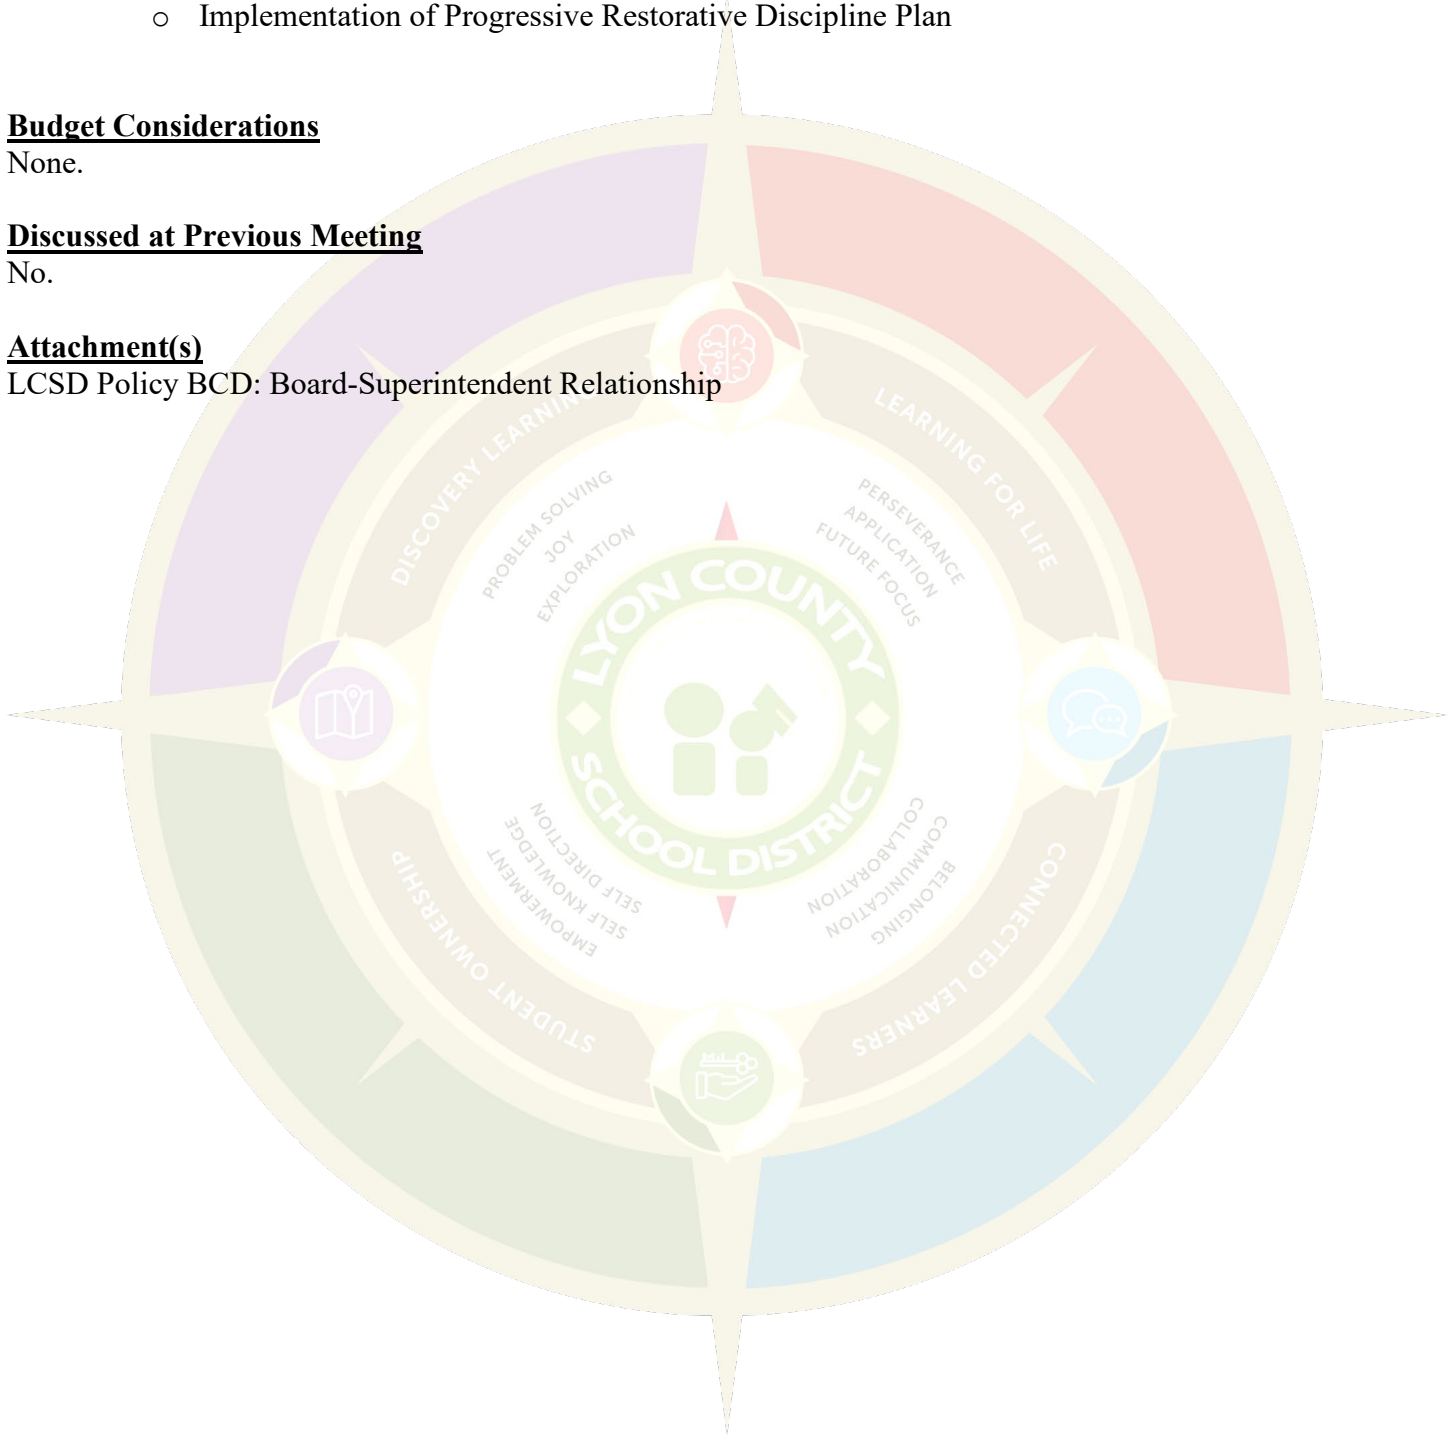 o Implementation of Progressive Restorative Discipline Plan
Budget Considerations
None.
Discussed at Previous Meeting
No.
Attachment(s)
LCSD Policy BCD: Board-Superintendent Relationship
DISCOVERY LEARNING
LEARNING FOR LIFE
PROBLEM SOLVING
JOY
EXPLORATION
PERSEVERANCE
APPLICATION
FUTURE FOCUS
LYON COUNTY
SCHOOL DISTRICT
SELF DIRECTION
SELF KNOWLEDGE
EMPOWERMENT
COLLABORATION
COMMUNICATION
BELONGING
STUDENT OWNERSHIP
CONNECTED LEARNERS